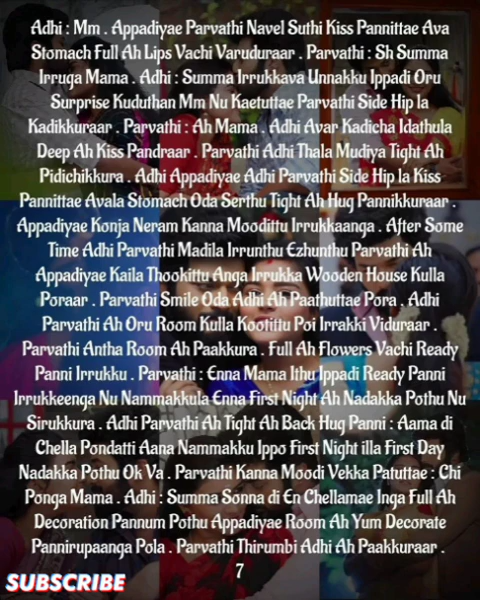 Adhi : Mm . Appadiyae Parvathi Navel Suthi Kiss Pannittae Ava
Stomach Full Ah Lips Vachi Varuduraar . Parvathi : Sh Summa
Irruga Mama . Adhi : Summa Irrukkava Unnakku Ippadi Oru
Surprise Kuduthan Mm Nu Kaetuttae Parvathi Side Hip la
Kadikkuraar . Parvathi : Ah Mama . Adhi Avar Kadicha Idathula
Deep Ah Kiss Pandraar . Parvathi Adhi Thala Mudiya Tight Ah
Pidichikkura . Adhi Appadiyae Adhi Parvathi Side Hip la Kiss
Pannittae Avala Stomach Oda Serthu Tight Ah Hug Pannikkuraar .
Appadiyae Konja Neram Kanna Moodittu Irrukkaanga . After Some
Time Adhi Parvathi Madila Irrunthu Ezhunthu Parvathi Ah
Appadiyae Kaila Thookittu Anga Irrukka Wooden House Kulla
Poraar . Parvathi Smile Oda Adhi Ah Paathuttae Pora . Adhi
Parvathi Ah Oru Room Kulla Kootittu Poi Irrakki Viduraar .
Parvathi Antha Room Ah Paakkura . Full Ah Flowers Vachi Ready
Panni Irrukku . Parvathi : Enna Mama Ithu Ippadi Ready Panni
Irrukkeenga Nu Nammakkula Enna First Night Ah Nadakka Pothu Nu
Sirukkura . Adhi Parvathi Ah Tight Ah Back Hug Panni : Aama di
Chella Pondatti Aana Nammakku Ippo First Night illa First Day
Nadakka Pothu Ok Va . Parvathi Kanna Moodi Vekka Patuttae : Chi
Ponga Mama . Adhi : Summa Sonna di En Chellamae Inga Full Ah
Decoration Pannum Pothu Appadiyae Room Ah Yum Decorate
Pannirupaanga Pola . Parvathi Thirumbi Adhi Ah Paakkuraar .
7
SUBSCRIBE